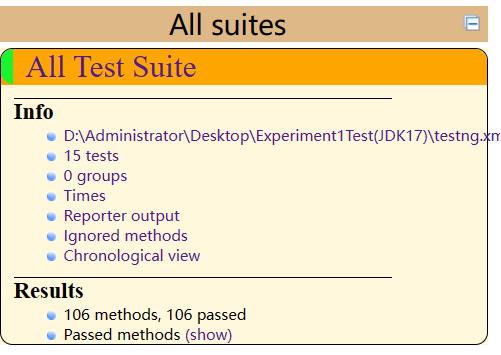 All suites
All Test Suite
Info
D:\Administrator\Desktop\Experiment1Test(JDK17)\testng.xm
15 tests
0 groups
Times
Reporter output
Ignored methods
Chronological view
Results
106 methods, 106 passed
Passed methods (show)